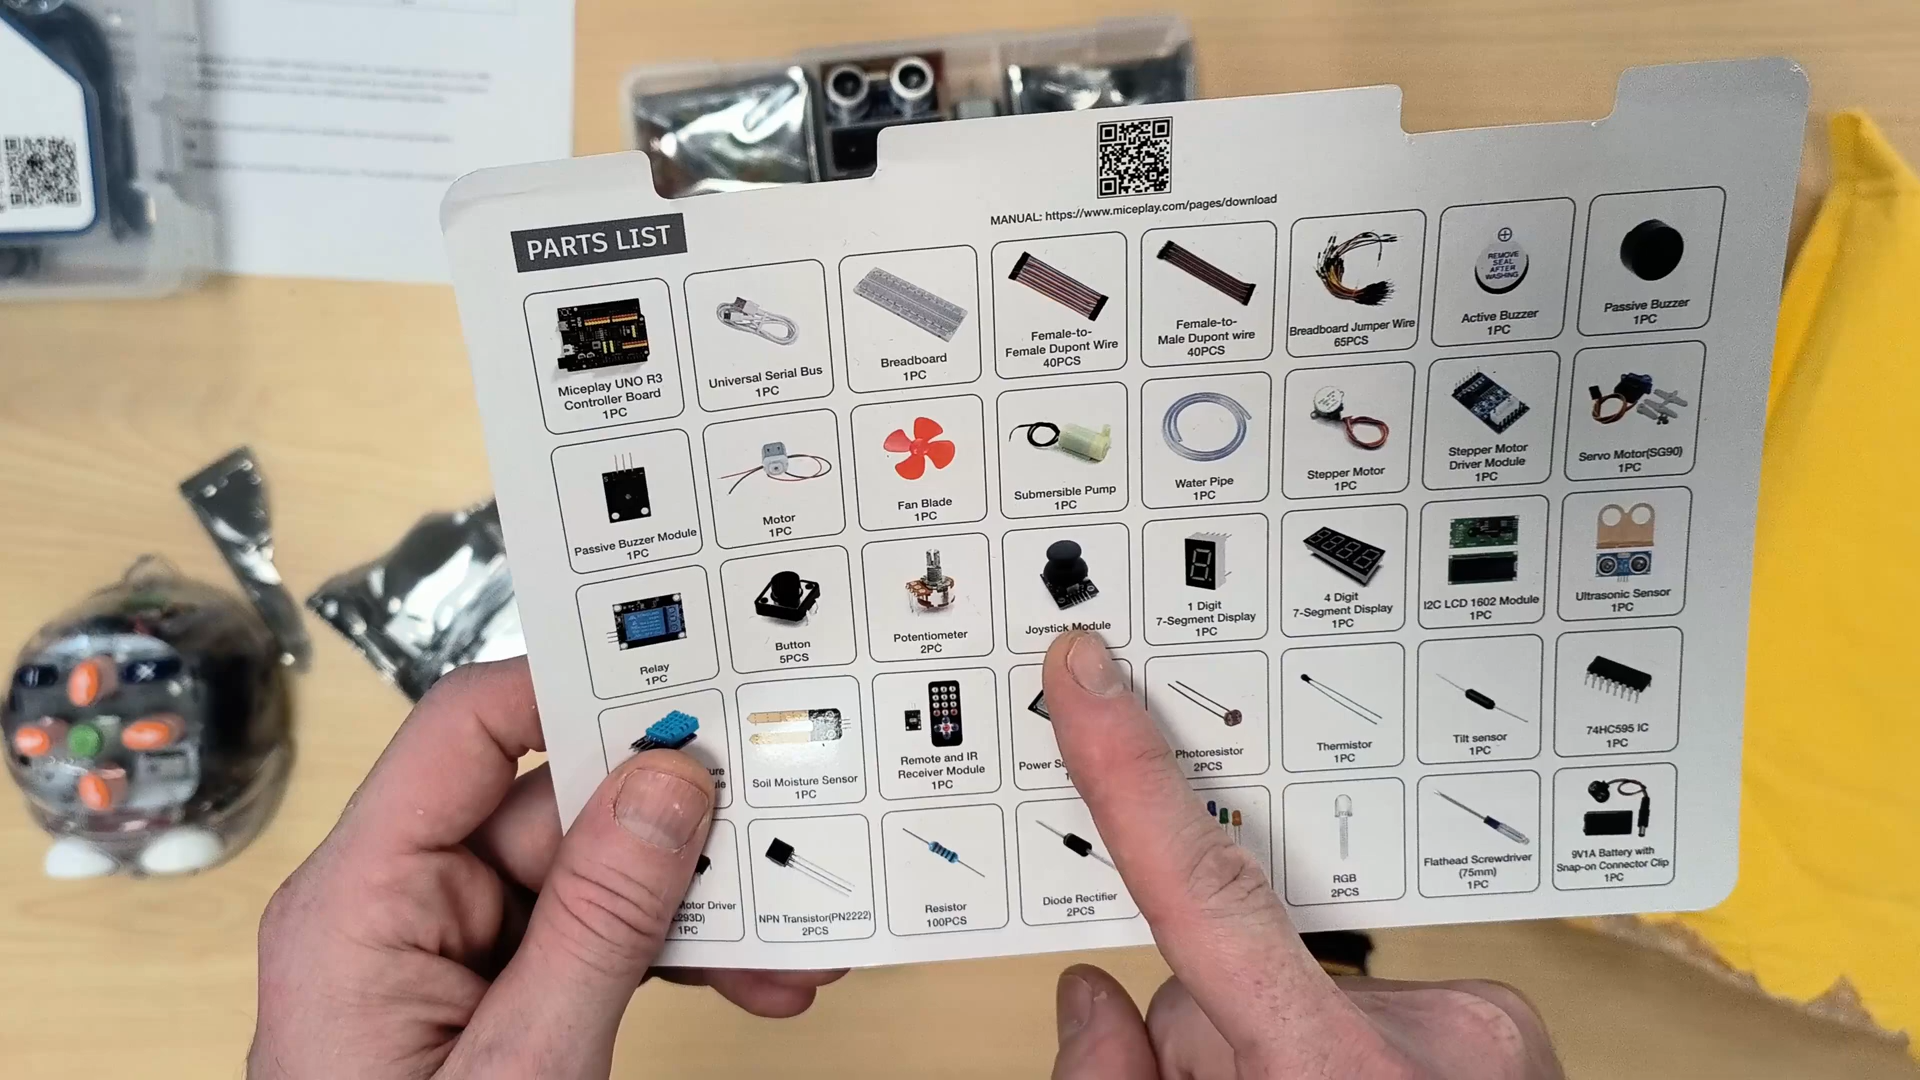 PARTS LIST
MANUAL: https://www.miceplay.com/pages/download
Miceplay UNO R3
Controller Board
1PC
Universal Serial Bus
1PC
Breadboard
1PC
Female-to-
Female Dupont Wire
40PCS
Female-to-
Male Dupont wire
40PCS
Breadboard Jumper Wire
65PCS
REMOVE
SEAL
AFTER
WASHING
Active Buzzer
1PC
Passive Buzzer
1PC
Passive Buzzer Module
1PC
Motor
1PC
Fan Blade
1PC
Submersible Pump
1PC
Water Pipe
1PC
Stepper Motor
1PC
Stepper Motor
Driver Module
1PC
Servo Motor(SG90)
1PC
Relay
1PC
Button
5PCS
Potentiometer
2PC
Joystick Module
1 Digit
7-Segment Display
1PC
4 Digit
7-Segment Display
1PC
I2C LCD 1602 Module
1PC
Ultrasonic Sensor
1PC
Soil Moisture Sensor
1PC
Remote and IR
Receiver Module
1PC
Power
Photoresistor
2PCS
Thermistor
1PC
Tilt sensor
1PC
74HC595 IC
1PC
Motor Driver
1PC
NPN Transistor(PN2222)
2PCS
Resistor
100PCS
Diode Rectifier
2PCS
RGB
2PCS
Flathead Screwdriver
(75mm)
1PC
9V1A Battery with
Snap-on Connector Clip
1PC